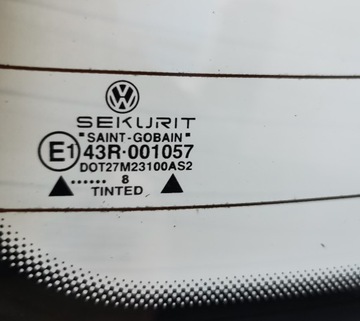 SEKURIT
"SAINT-GOBAIN"
E1 43R-001057
DOT27M23100AS2
...... 8
TINTED